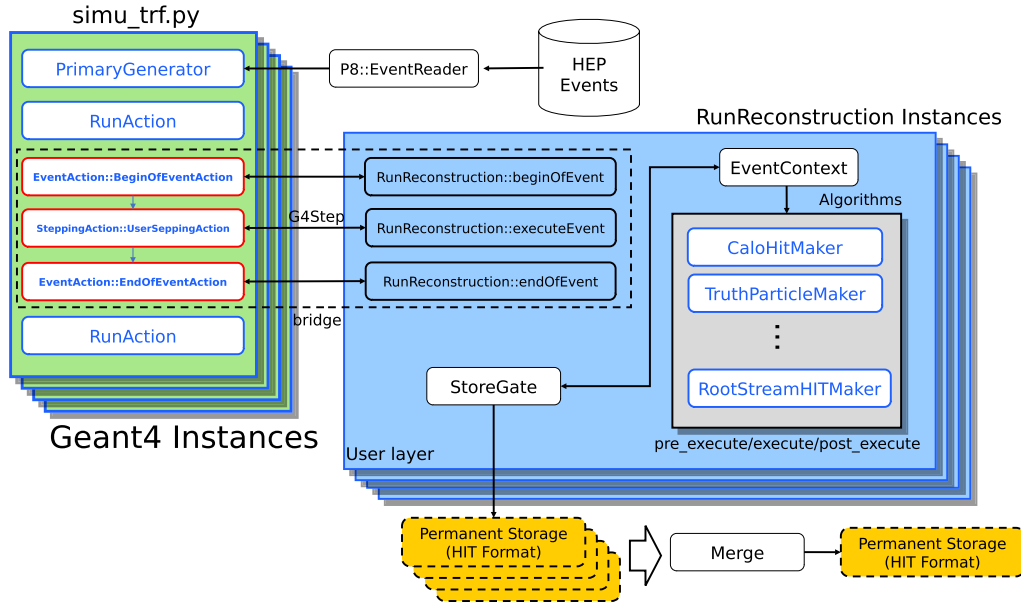 simu_trf.py
PrimaryGenerator
P8::EventReader
HEP
Events
RunAction
RunReconstruction Instances
EventAction::BeginOfEventAction
RunReconstruction::beginOfEvent
EventContext
Algorithms
SteppingAction::UserSeppingAction
G4Step
RunReconstruction::executeEvent
CaloHitMaker
EventAction::EndOfEventAction
RunReconstruction::endOfEvent
TruthParticleMaker
bridge
RunAction
StoreGate
RootStreamHITMaker
Geant4 Instances
User layer
pre_execute/execute/post_execute
Permanent Storage
(HIT Format)
Merge
Permanent Storage
(HIT Format)